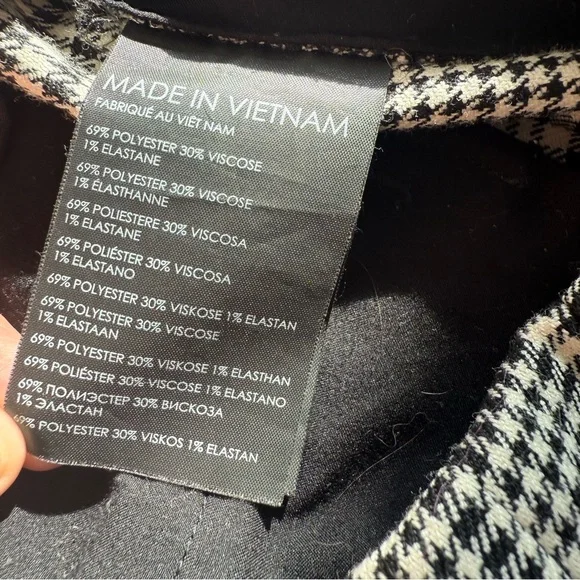 MADE IN VIETNAM
FABRIQUÉ AU VIÊT NAM
69% POLYESTER 30% VISCOSE
1% ELASTANE
69% POLYESTER 30% VISCOSE
1% ÉLASTHANNE
69% POLIESTERE 30% VISCOSA
1% ELASTANE
69% POLIÉSTER 30% VISCOSA
1% ELASTANO
69% POLYESTER 30% VISKOSE 1% ELASTAN
69% POLYESTER 30% VISCOSE
1% ELASTAAN
69% POLYESTER 30% VISKOSE 1% ELASTHAN
69% POLIÉSTER 30% VISCOSE 1% ELASTANO
69% ПОЛИЭСТЕР 30% ВИСКОЗА
1% ЭЛАСТАН
69% POLYESTER 30% VISKOS 1% ELASTAN